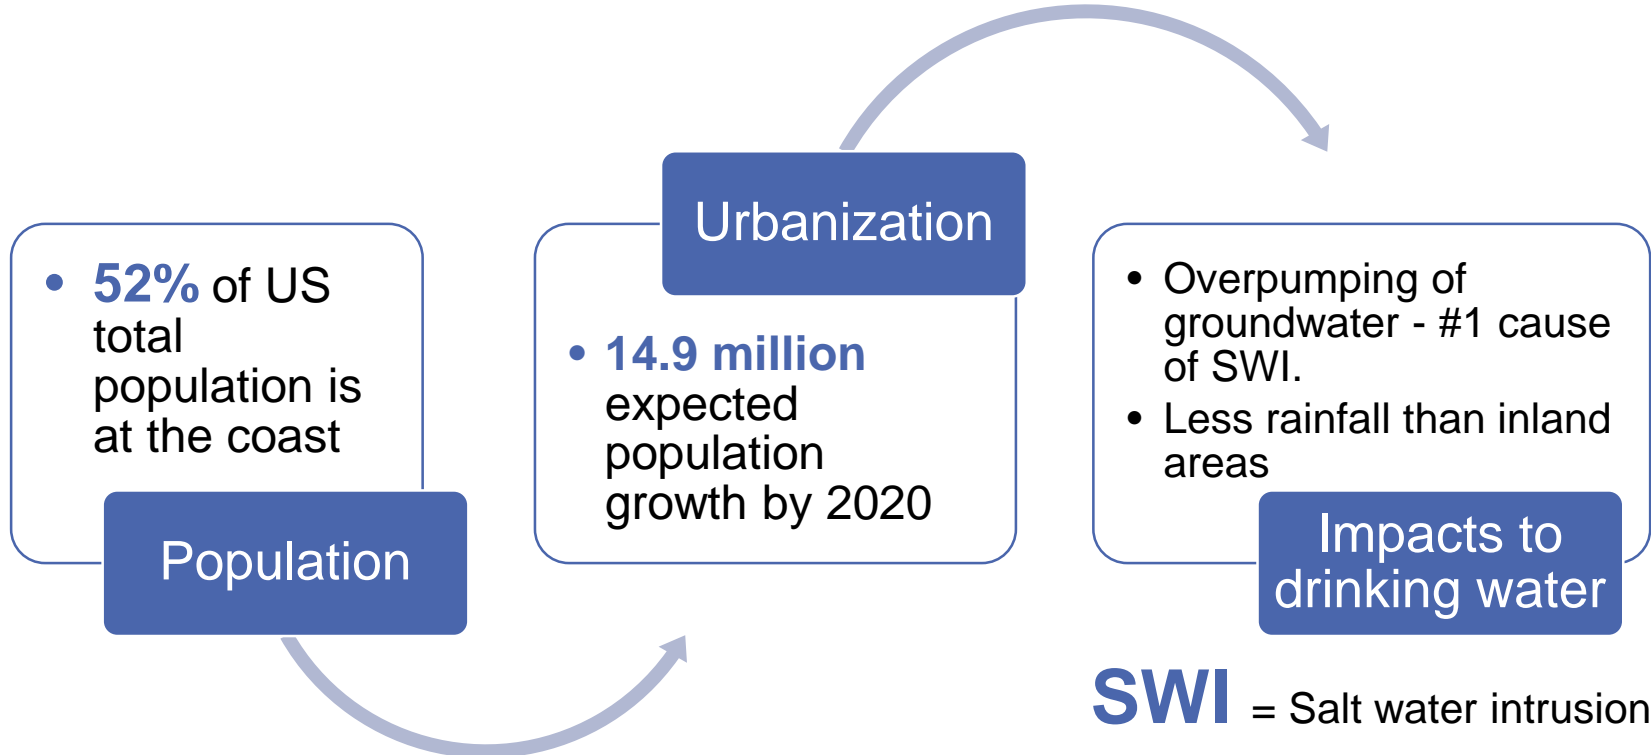 • 52% of US
total
population is
at the coast
Population
Urbanization
• 14.9 million
expected
population
growth by 2020
• Overpumping of
groundwater - #1 cause
of SWI.
• Less rainfall than inland
areas
Impacts to
drinking water
SWI = Salt water intrusion